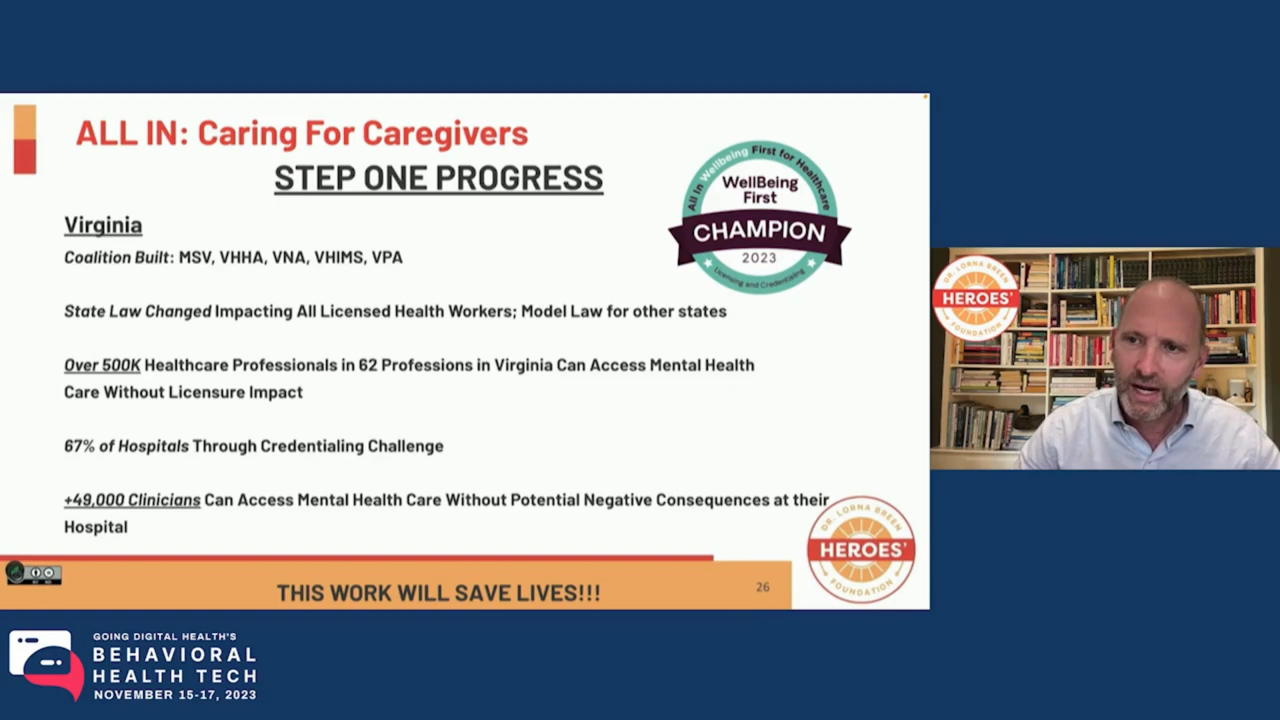 ALL IN: Caring For Caregivers
STEP ONE PROGRESS
All In Wellbeing First for Healthcare
WellBeing
First
CHAMPION
2023
Licensing and Credentialing
Virginia
Coalition Built: MSV, VHHA, VNA, VHIMS, VPA
State Law Changed Impacting All Licensed Health Workers; Model Law for other states
Over 500K Healthcare Professionals in 62 Professions in Virginia Can Access Mental Health
Care Without Licensure Impact
67% of Hospitals Through Credentialing Challenge
+49,000 Clinicians Can Access Mental Health Care Without Potential Negative Consequences at their
Hospital
DR. LORNA BREEN
HEROES'
FOUNDATION
THIS WORK WILL SAVE LIVES!!!
26
DR. LORNA BREEN
HEROES'
FOUNDATION
GOING DIGITAL HEALTH'S
BEHAVIORAL
HEALTH TECH
NOVEMBER 15-17, 2023